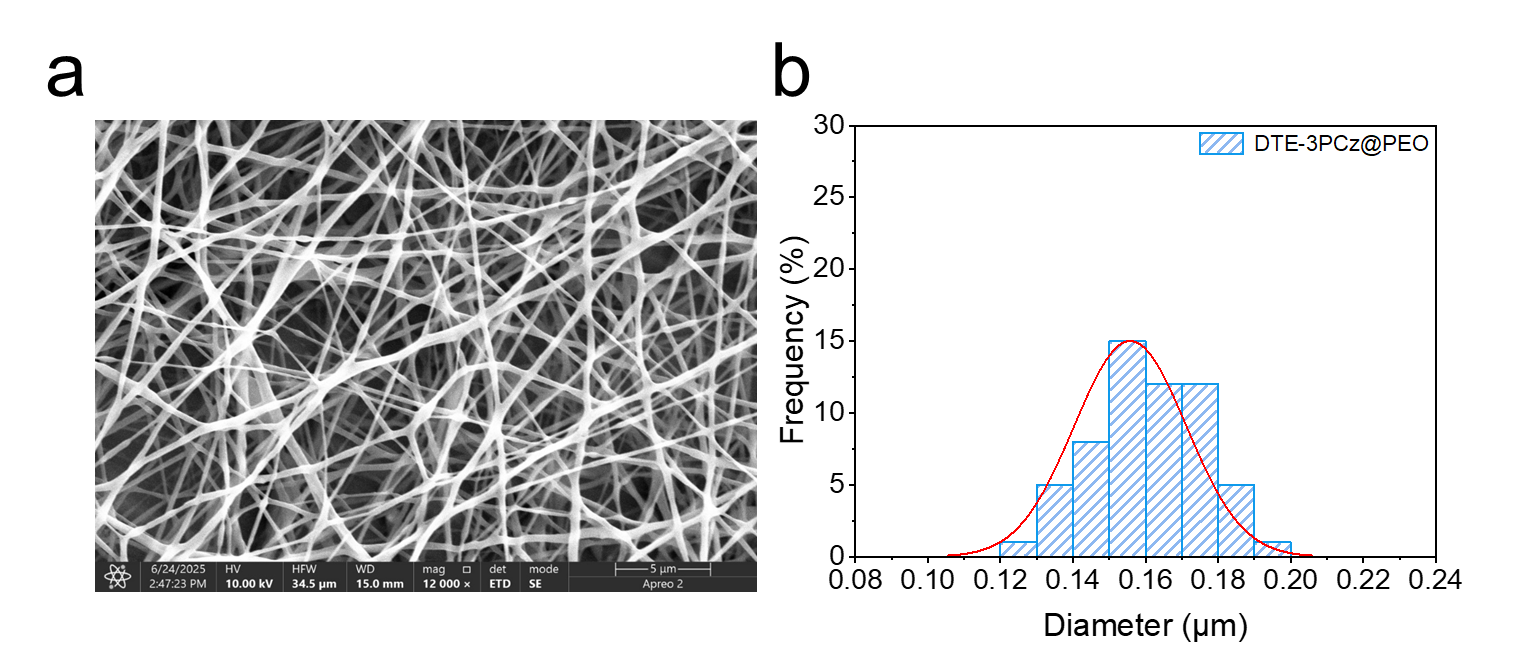 a
b
6/24/2025
2:47:23 PM
HV
10.00 kV
HFW
34.5 µm
WD
15.0 mm
mag
12 000 ×
det
ETD
mode
SE
5 µm
Apreo 2
DTE-3PCz@PEO
30
25
20
15
10
5
0
Frequency (%)
0.08 0.10 0.12 0.14 0.16 0.18 0.20 0.22 0.24
Diameter (µm)